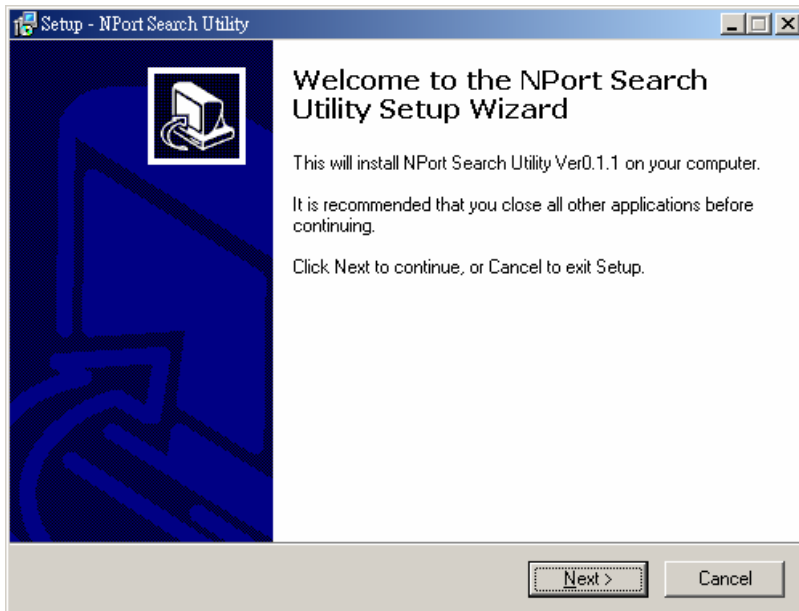 Setup - NPort Search Utility
Welcome to the NPort Search
Utility Setup Wizard
This will install NPort Search Utility Ver0.1.1 on your computer.
It is recommended that you close all other applications before
continuing.
Click Next to continue, or Cancel to exit Setup.
Next >
Cancel